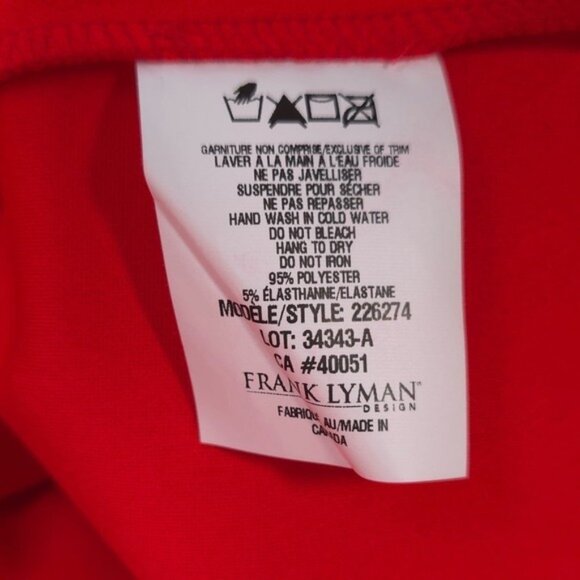 GARNITURE NON COMPRISE/EXCLUSIVE OF TRIM
LAVER A LA MAIN À L'EAU FROIDE
NE PAS JAVELLISER
SUSPENDRE POUR SÉCHER
NE PAS REPASSER
HAND WASH IN COLD WATER
DO NOT BLEACH
HANG TO DRY
DO NOT IRON
95% POLYESTER
5% ÉLASTHANNE/ELASTANE
MODÈLE/STYLE: 226274
LOT: 34343-A
CA #40051
FRANK LYMAN™
DESIGN
FABRIQUÉ AU/MADE IN
CANADA